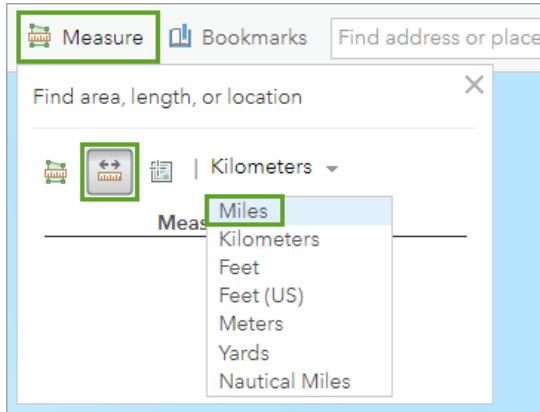 Measure Bookmarks Find address or place
Find area, length, or location
| Kilometers
Miles
Meas
Kilometers
Feet
Feet (US)
Meters
Yards
Nautical Miles